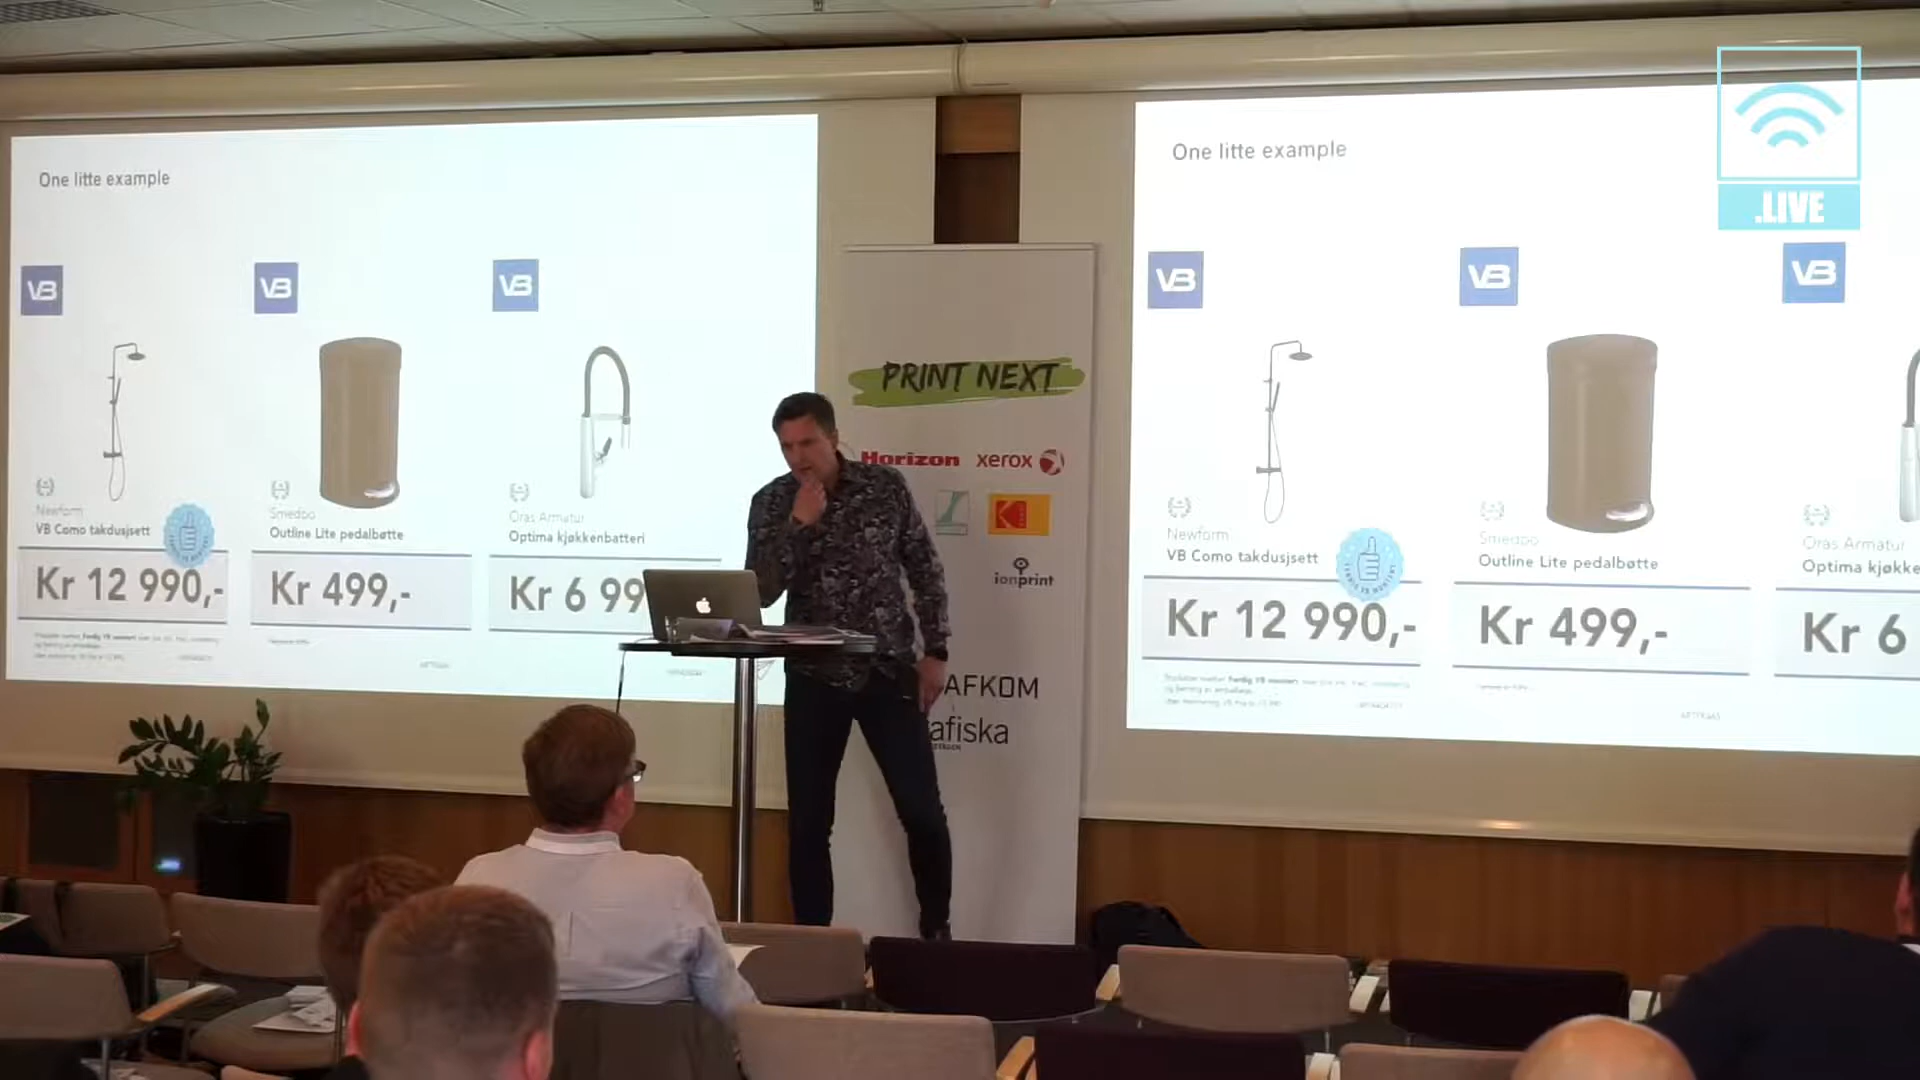 One litte example
VB
VB
VB
Newform
VB Como takdusjsett
Kr 12 990,-
Smedbo
Outline Lite pedalbøtte
Kr 499,-
Oras Armatur
Optima kjøkkenbatteri
Kr 6 99
PRINT NEXT
Horizon
xerox
Kodak
ionprint
AFKOM
afiska
One litte example
VB
VB
VB
Newform
VB Como takdusjsett
Kr 12 990,-
Smedbo
Outline Lite pedalbøtte
Kr 499,-
Oras Armatur
Optima kjøkke
Kr 6
.LIVE